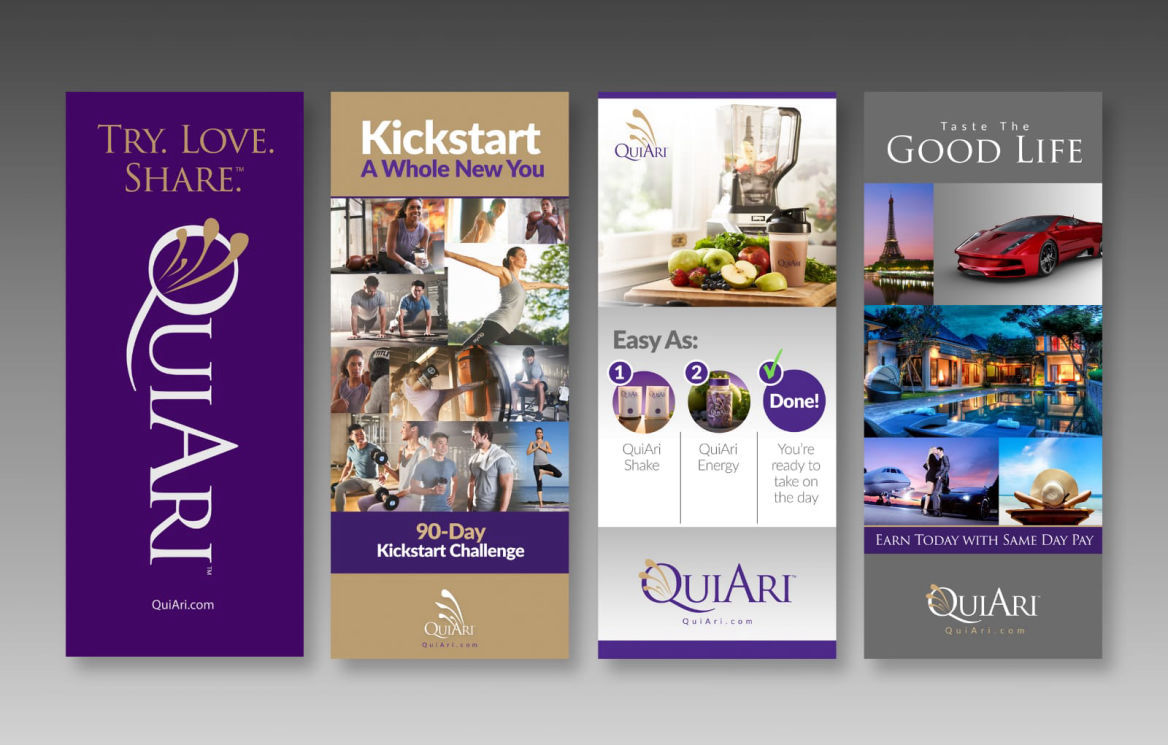 TRY. LOVE.
SHARE.™
QUIARI™
QuiAri.com
Kickstart
A Whole New You
90-Day
Kickstart Challenge
QUIARI
QuiAri.com
QUIARI
Easy As:
1
2
Done!
QuiAri
Shake
QuiAri
Energy
You're
ready to
take on
the day
QUIARI™
QuiAri.com
Taste The
GOOD LIFE
EARN TODAY WITH SAME DAY PAY
QUIARI™
QuiAri.com